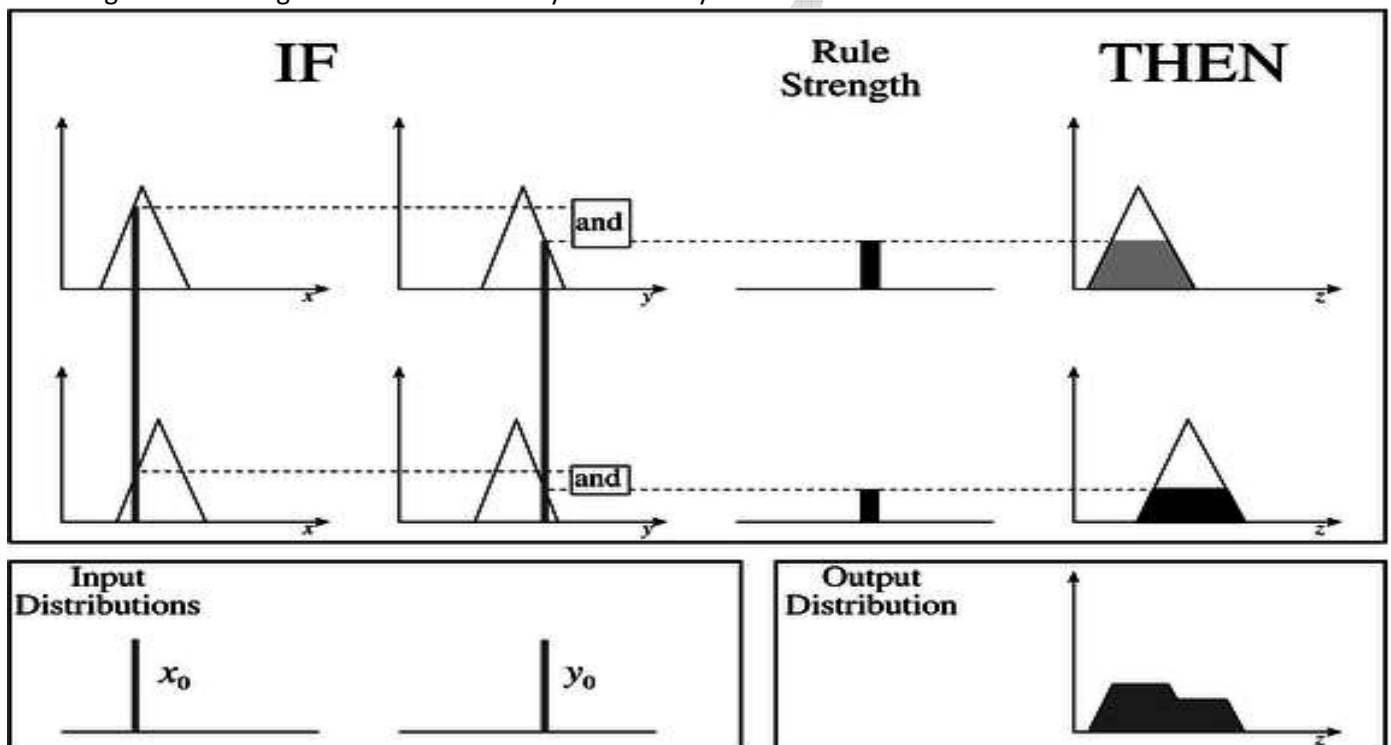 IF
Rule
Strength
THEN
and
x
y
z
and
x
y
z
Input
Distributions
x₀
y₀
Output
Distribution
z